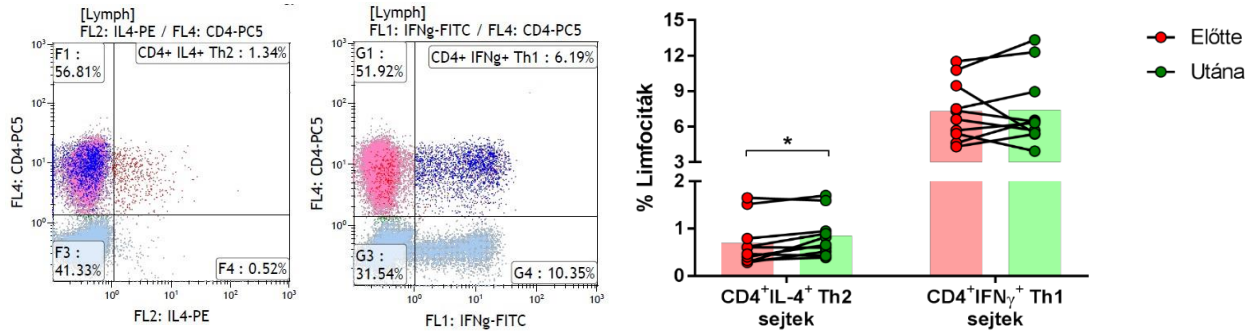 [Lymph]
FL2: IL4-PE / FL4: CD4-PC5
F1 :
56.81%
CD4+ IL4+ Th2 : 1.34%
10³
10²
10¹
10⁰
FL4: CD4-PC5
F3 :
41.33%
F4 : 0.52%
10⁰ 10¹ 10² 10³
FL2: IL4-PE
[Lymph]
FL1: IFNg-FITC / FL4: CD4-PC5
G1 :
51.92%
CD4+ IFNg+ Th1 : 6.19%
10³
10²
10¹
10⁰
FL4: CD4-PC5
G3 :
31.54%
G4 : 10.35%
10⁰ 10¹ 10² 10³
FL1: IFNg-FITC
% Limfociták
15
12
9
6
3
2
1
0
*
CD4⁺IL-4⁺ Th2
sejtek
CD4⁺IFNγ⁺ Th1
sejtek
Előtte
Utána